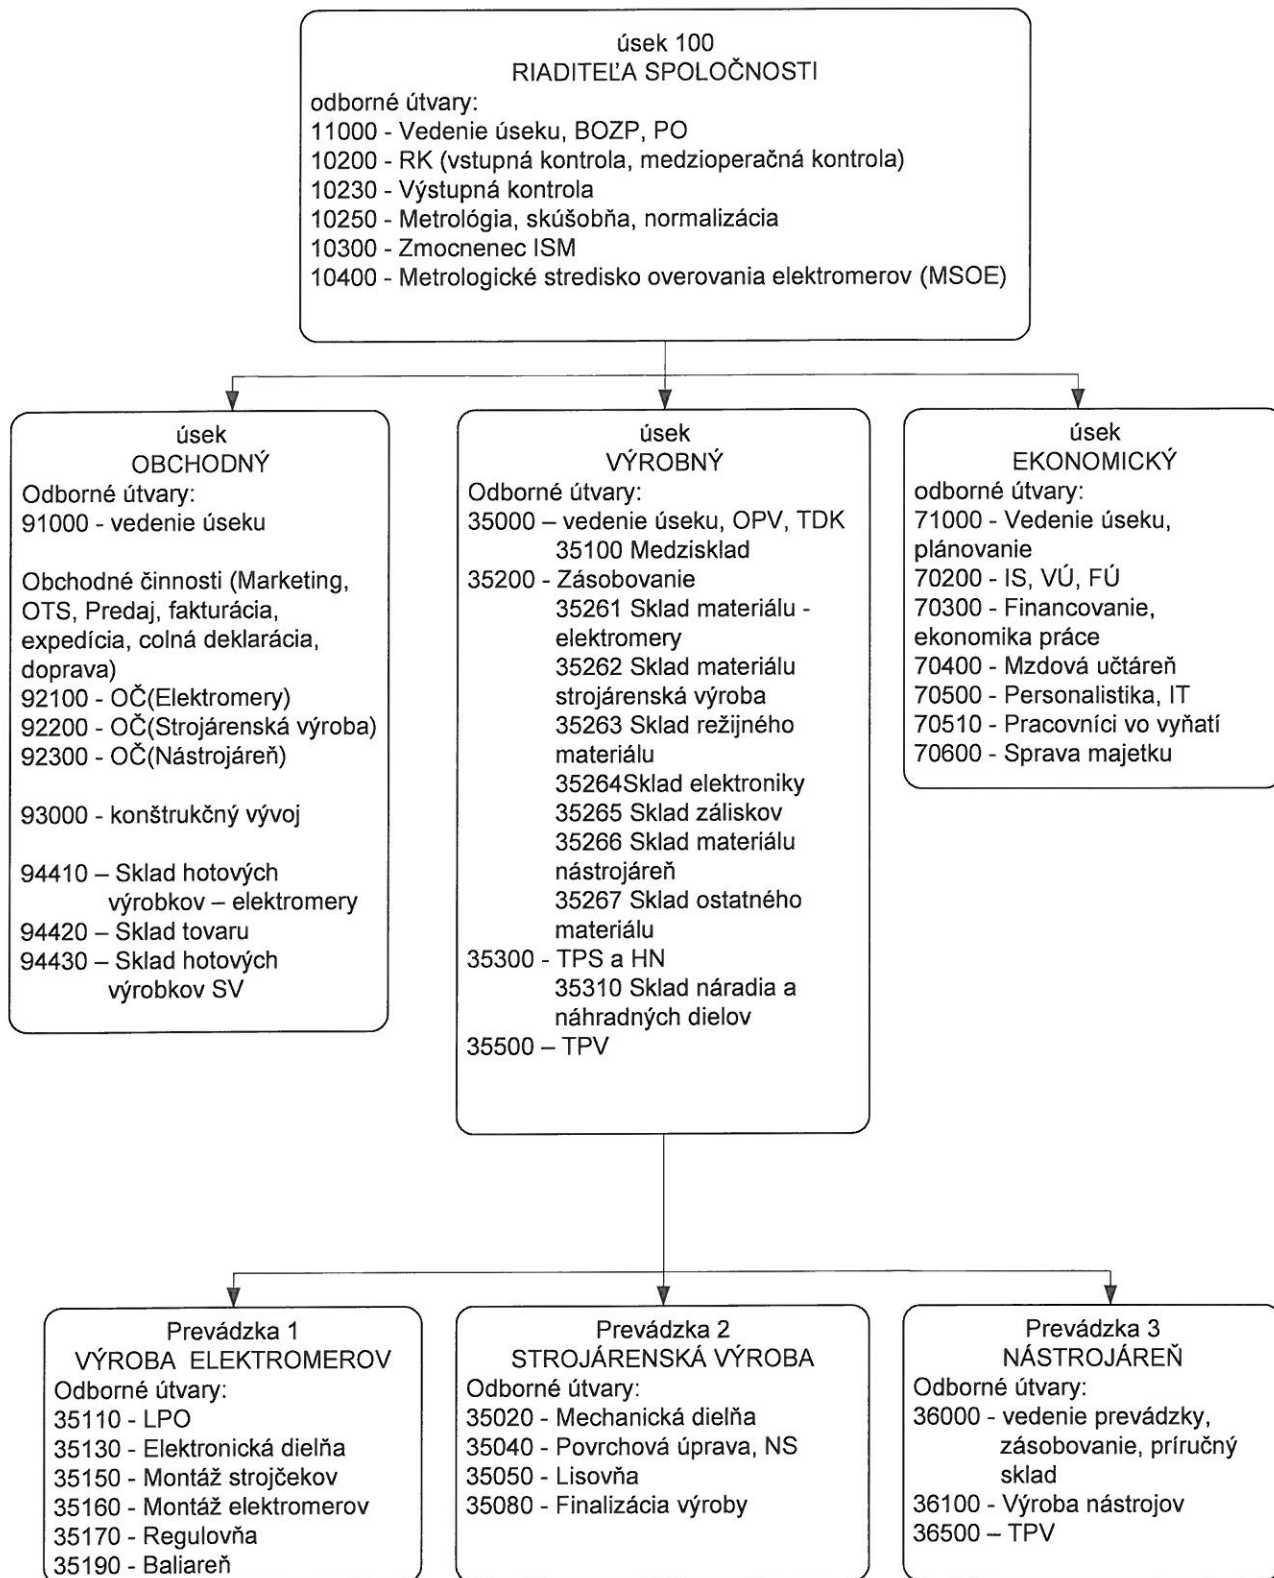 úsek 100
RIADITEĽA SPOLOČNOSTI
odborné útvary:
11000 - Vedenie úseku, BOZP, PO
10200 - RK (vstupná kontrola, medzioperačná kontrola)
10230 - Výstupná kontrola
10250 - Metrológia, skúšobňa, normalizácia
10300 - Zmocnenec ISM
10400 - Metrologické stredisko overovania elektromerov (MSOE)
úsek
OBCHODNÝ
Odborné útvary:
91000 - vedenie úseku
Obchodné činnosti (Marketing,
OTS, Predaj, fakturácia,
expedícia, colná deklarácia,
doprava)
92100 - OČ(Elektromery)
92200 - OČ(Strojárenská výroba)
92300 - OČ(Nástrojáreň)
93000 - konštrukčný vývoj
94410 – Sklad hotových
výrobkov – elektromery
94420 – Sklad tovaru
94430 – Sklad hotových
výrobkov SV
úsek
VÝROBNÝ
Odborné útvary:
35000 – vedenie úseku, OPV, TDK
35100 Medzisklad
35200 - Zásobovanie
35261 Sklad materiálu -
elektromery
35262 Sklad materiálu
strojárenská výroba
35263 Sklad režijného
materiálu
35264Sklad elektroniky
35265 Sklad záliskov
35266 Sklad materiálu
nástrojáreň
35267 Sklad ostatného
materiálu
35300 - TPS a HN
35310 Sklad náradia a
náhradných dielov
35500 – TPV
úsek
EKONOMICKÝ
odborné útvary:
71000 - Vedenie úseku,
plánovanie
70200 - IS, VÚ, FÚ
70300 - Financovanie,
ekonomika práce
70400 - Mzdová učtáreň
70500 - Personalistika, IT
70510 - Pracovníci vo vyňatí
70600 - Sprava majetku
Prevádzka 1
VÝROBA ELEKTROMEROV
Odborné útvary:
35110 - LPO
35130 - Elektronická dielňa
35150 - Montáž strojčekov
35160 - Montáž elektromerov
35170 - Regulovňa
35190 - Baliareň
Prevádzka 2
STROJÁRENSKÁ VÝROBA
Odborné útvary:
35020 - Mechanická dielňa
35040 - Povrchová úprava, NS
35050 - Lisovňa
35080 - Finalizácia výroby
Prevádzka 3
NÁSTROJÁREŇ
Odborné útvary:
36000 - vedenie prevádzky,
zásobovanie, príručný
sklad
36100 - Výroba nástrojov
36500 – TPV